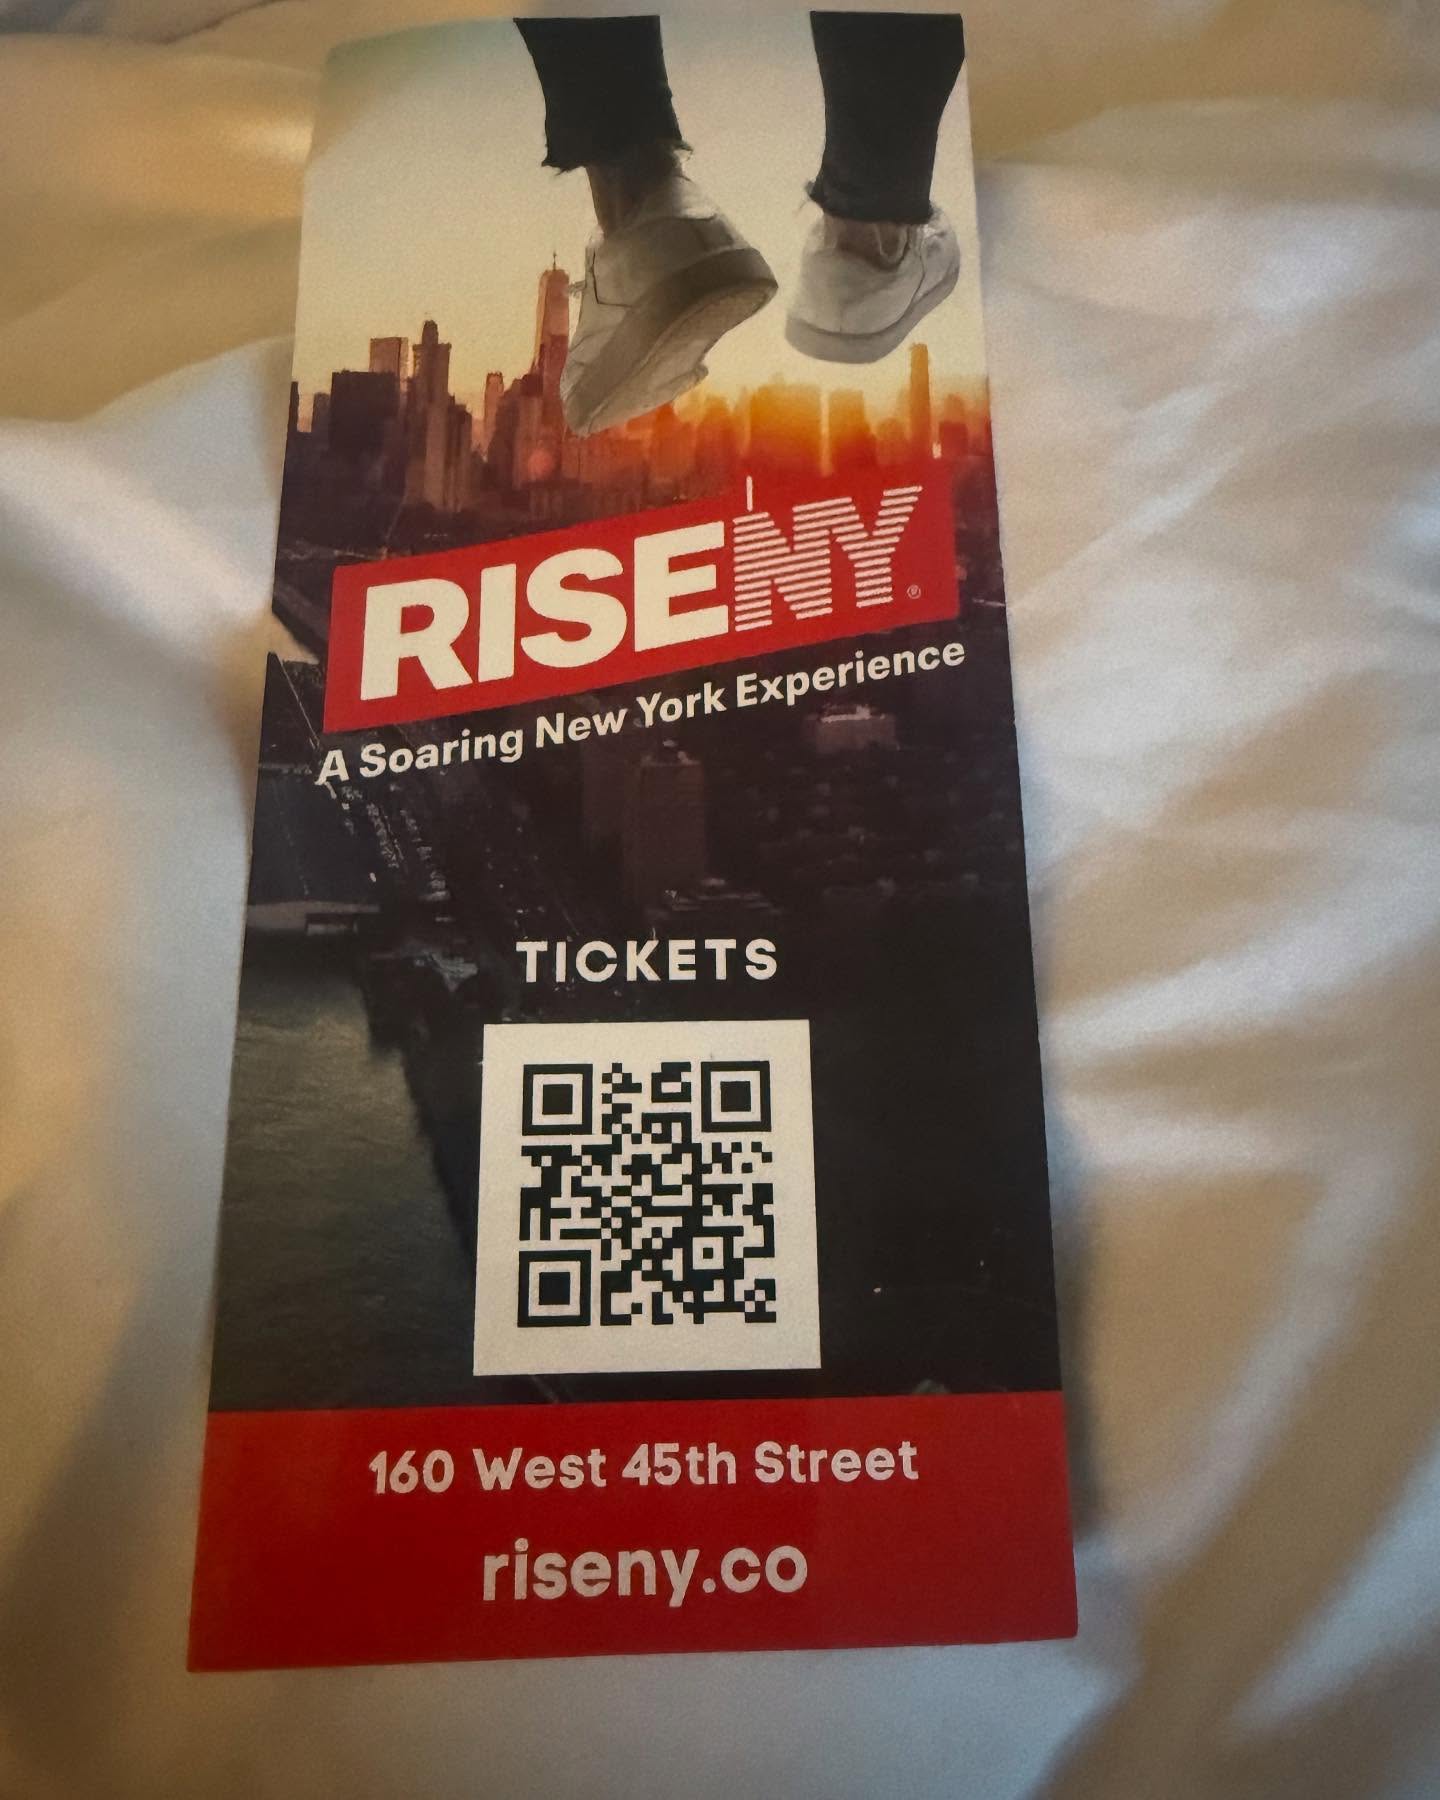 RISENY®
A Soaring New York Experience
TICKETS
160 West 45th Street
riseny.co